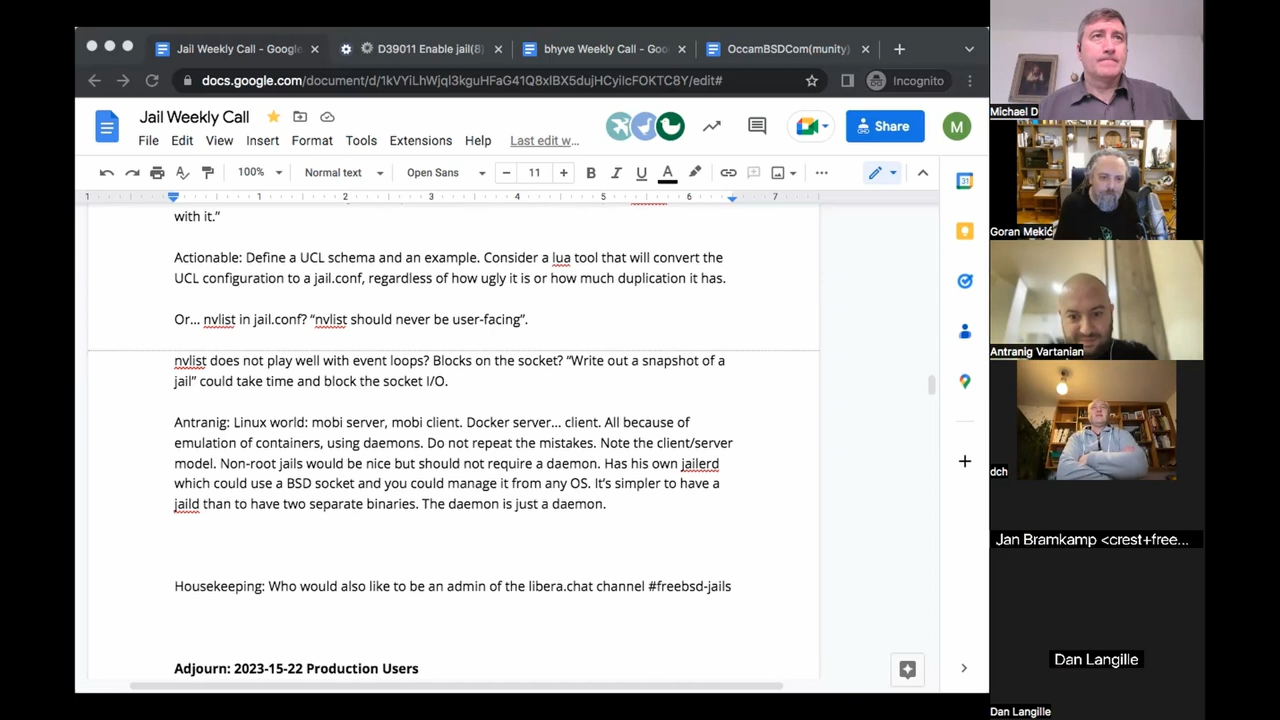 Jail Weekly Call - Google
D39011 Enable jail(8)
bhyve Weekly Call - Goo
OccamBSDCom(munity)
docs.google.com/document/d/1kVYiLhWjqI3kguHFaG41Q8xIBX5dujHCyiIcFOKTC8Y/edit#
Incognito
Jail Weekly Call
File Edit View Insert Format Tools Extensions Help Last edit w...
Share
M
100%
Normal text
Open Sans
11
B I U A
1 1 2 3 4 5 6 7
with it.”
Actionable: Define a UCL schema and an example. Consider a lua tool that will convert the
UCL configuration to a jail.conf, regardless of how ugly it is or how much duplication it has.
Or... nvlist in jail.conf? “nvlist should never be user-facing”.
nvlist does not play well with event loops? Blocks on the socket? “Write out a snapshot of a
jail” could take time and block the socket I/O.
Antranig: Linux world: mobi server, mobi client. Docker server... client. All because of
emulation of containers, using daemons. Do not repeat the mistakes. Note the client/server
model. Non-root jails would be nice but should not require a daemon. Has his own jailerd
which could use a BSD socket and you could manage it from any OS. It’s simpler to have a
jaild than to have two separate binaries. The daemon is just a daemon.
Housekeeping: Who would also like to be an admin of the libera.chat channel #freebsd-jails
Adjourn: 2023-15-22 Production Users
31
Michael D
Goran Mekić
Antranig Vartanian
dch
Jan Bramkamp <crest+free...
Dan Langille
Dan Langille